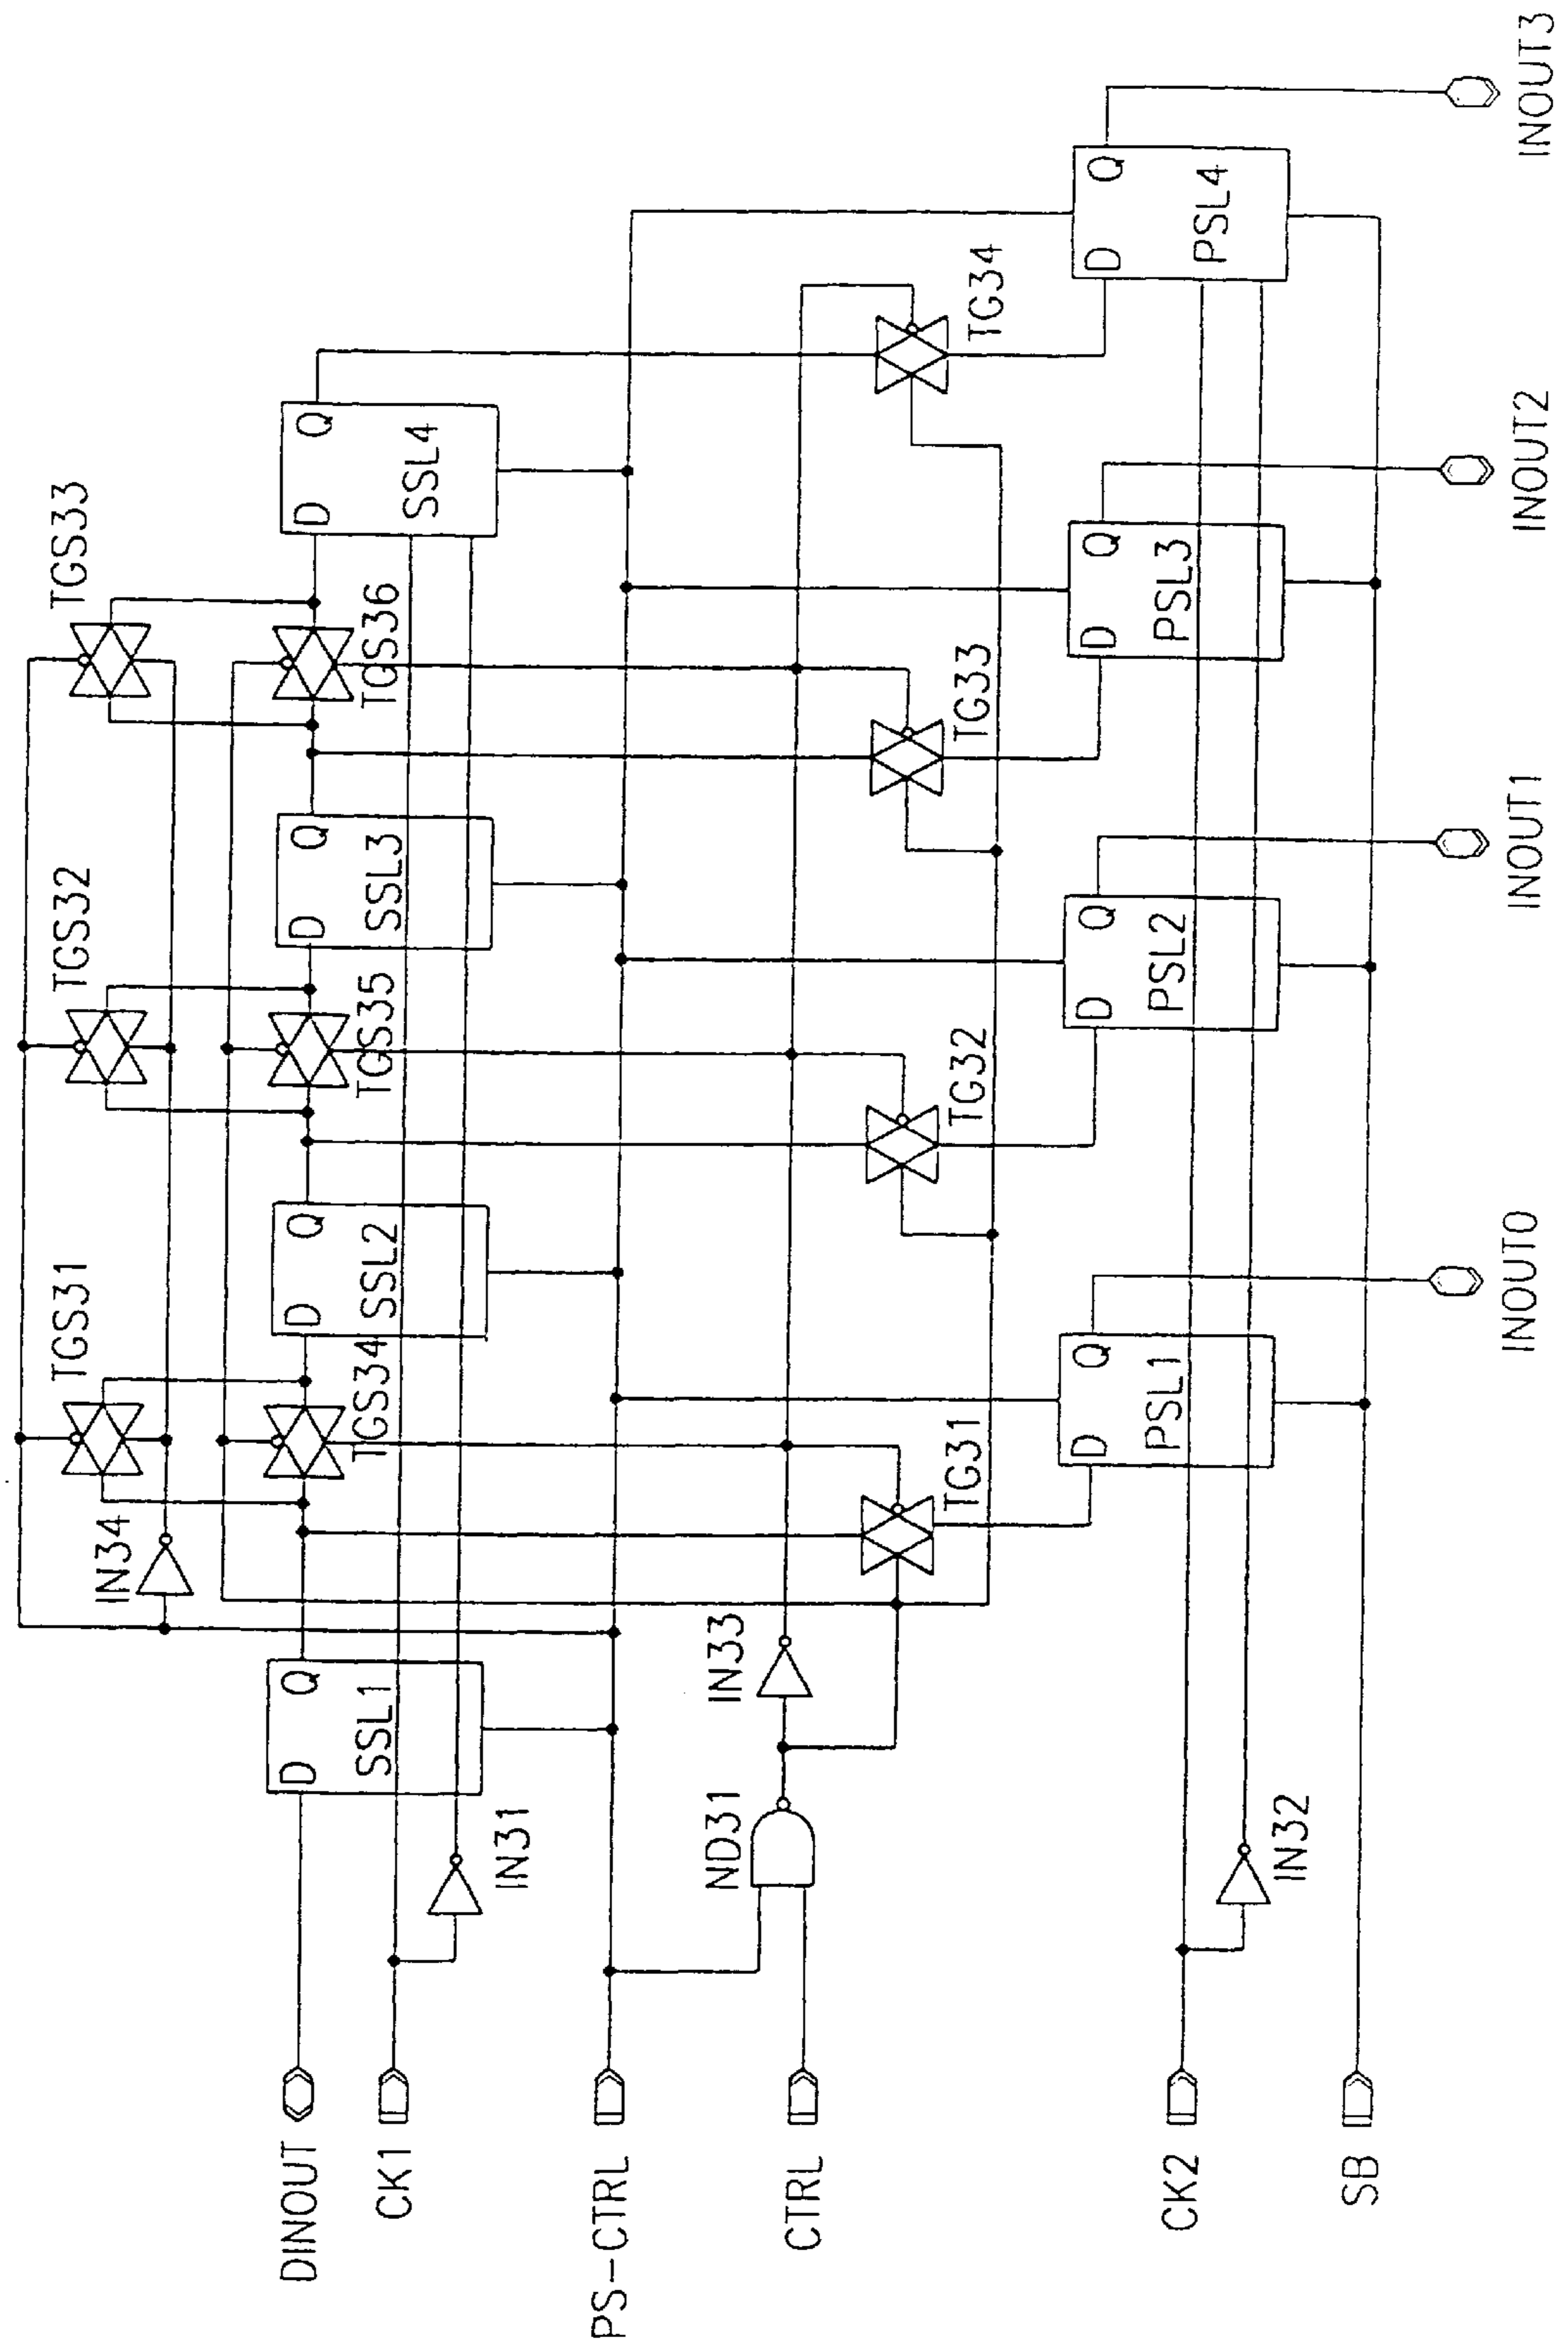 TGS31
TGS32
TGS33
IN34
D
Q
SSL1
TGS34
D
Q
SSL2
TGS35
D
Q
SSL3
TGS36
D
Q
SSL4
DINOUT
CK1
IN31
PS-CTRL
ND31
IN33
CTRL
TG31
TG32
TG33
TG34
D
Q
PSL1
D
Q
PSL2
D
Q
PSL3
D
Q
PSL4
CK2
IN32
SB
INOUT0
INOUT1
INOUT2
INOUT3